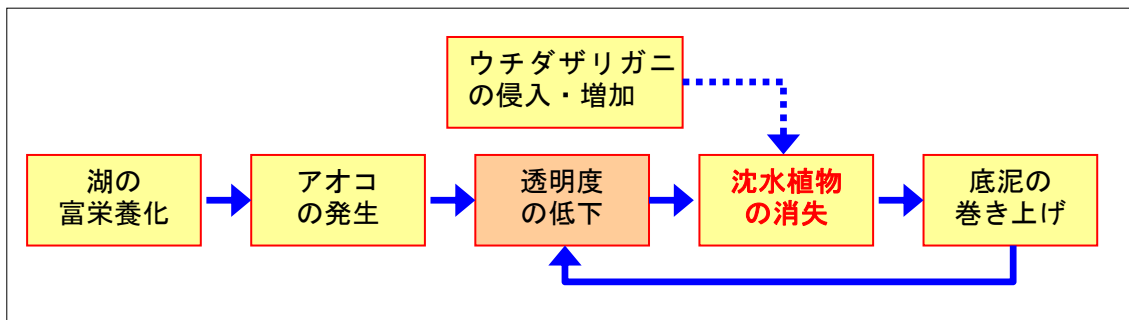 ウチダザリガニ
の侵入・増加
湖の
富栄養化
アオコ
の発生
透明度
の低下
沈水植物
の消失
底泥の
巻き上げ